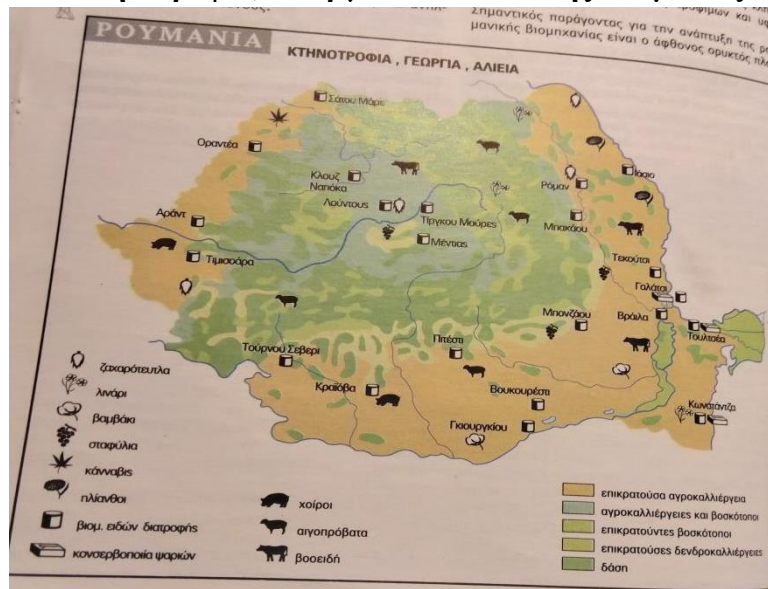 Σημαντικός παράγοντας για την ανάπτυξη της
μανικής βιομηχανίας είναι ο άφθονος ορυκτός
ΡΟΥΜΑΝΙΑ
ΚΤΗΝΟΤΡΟΦΙΑ , ΓΕΩΡΓΙΑ , ΑΛΙΕΙΑ
Σάτου Μάρε
Οραντέα
Κλουζ
Ναπόκα
Ιάσιο
Ρόμαν
Λούντους
Τίργκου Μούρες
Μπακάου
Αράντ
Μέντιας
Τιμισοάρα
Τεκούτσι
Γαλάτσι
Μπουζάου
Βράιλα
Τουλτσέα
Πιτέστι
Τούρνου Σεβερί
Κραϊόβα
Βουκουρέστι
Κωνστάντζα
Γκιουργκίου
ζαχαρότευτλα
λινάρι
βαμβάκι
σταφύλια
κάνναβις
ηλίανθοι
βιομ. ειδών διατροφής
κονσερβοποιία ψαριών
χοίροι
αιγοπρόβατα
βοοειδή
επικρατούσα αγροκαλλιέργεια
αγροκαλλιέργειες και βοσκότοποι
επικρατούντες βοσκότοποι
επικρατούσες δενδροκαλλιέργειες
δάση